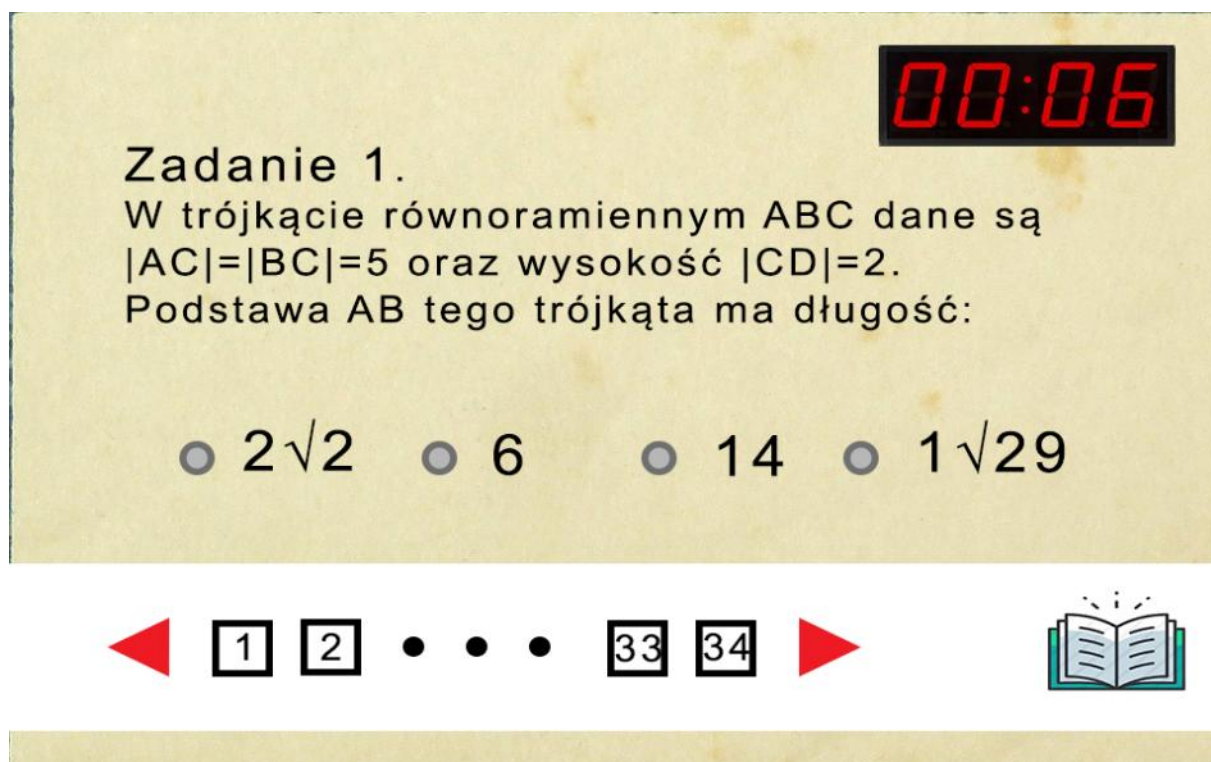 00:06
Zadanie 1.
W trójkącie równoramiennym ABC dane są
|AC|=|BC|=5 oraz wysokość |CD|=2.
Podstawa AB tego trójkąta ma długość:
2√2 6 14 1√29
1 2 • • • 33 34